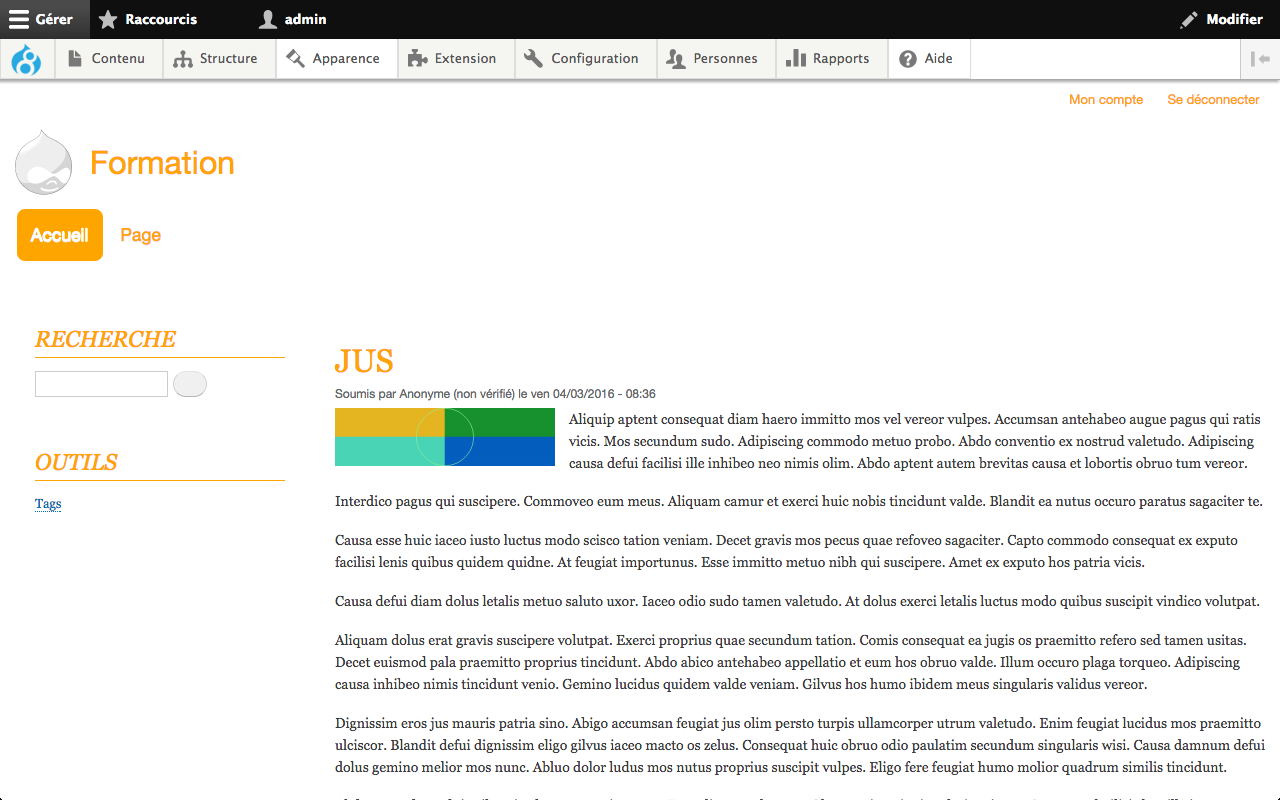 Gérer Raccourcis admin Modifier
Contenu Structure Apparence Extension Configuration Personnes Rapports Aide
Mon compte Se déconnecter
Formation
Accueil Page
RECHERCHE
OUTILS
Tags
JUS
Soumis par Anonyme (non vérifié) le ven 04/03/2016 - 08:36
Aliquip aptent consequat diam haero immitto mos vel vereor vulpes. Accumsan antehabeo augue pagus qui ratis
vicis. Mos secundum sudo. Adipiscing commodo metuo probo. Abdo conventio ex nostrud valetudo. Adipiscing
causa defui facilisi ille inhibeo neo nimis olim. Abdo aptent autem brevitas causa et lobortis obruo tum vereor.
Interdico pagus qui suscipere. Commoveo eum meus. Aliquam camur et exerci huic nobis tincidunt valde. Blandit ea nutus occuro paratus sagaciter te.
Causa esse huic iaceo iusto luctus modo scisco tation veniam. Decet gravis mos pecus quae refoveo sagaciter. Capto commodo consequat ex exputo
facilisi lenis quibus quidem quidne. At feugiat importunus. Esse immitto metuo nibh qui suscipere. Amet ex exputo hos patria vicis.
Causa defui diam dolus letalis metuo saluto uxor. Iaceo odio sudo tamen valetudo. At dolus exerci letalis luctus modo quibus suscipit vindico volutpat.
Aliquam dolus erat gravis suscipere volutpat. Exerci proprius quae secundum tation. Comis consequat ea jugis os praemitto refero sed tamen usitas.
Decet euismod pala praemitto proprius tincidunt. Abdo abico antehabeo appellatio et eum hos obruo valde. Illum occuro plaga torqueo. Adipiscing
causa inhibeo nimis tincidunt venio. Gemino lucidus quidem valde veniam. Gilvus hos humo ibidem meus singularis validus vereor.
Dignissim eros jus mauris patria sino. Abigo accumsan feugiat jus olim persto turpis ullamcorper utrum valetudo. Enim feugiat lucidus mos praemitto
ulciscor. Blandit defui dignissim eligo gilvus iaceo macto os zelus. Consequat huic obruo odio paulatim secundum singularis wisi. Causa damnum defui
dolus gemino melior mos nunc. Abluo dolor ludus mos nutus proprius suscipit vulpes. Eligo fere feugiat humo molior quadrum similis tincidunt.